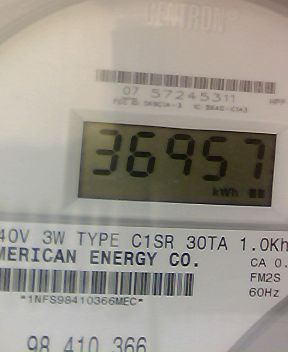 CENTRON®
07 57245311
36957
kWh
40V 3W TYPE C1SR 30TA 1.0Kh
MERICAN ENERGY CO.
CA 0.
FM2S
60Hz
*1NFS98410366MEC*
98 410 366